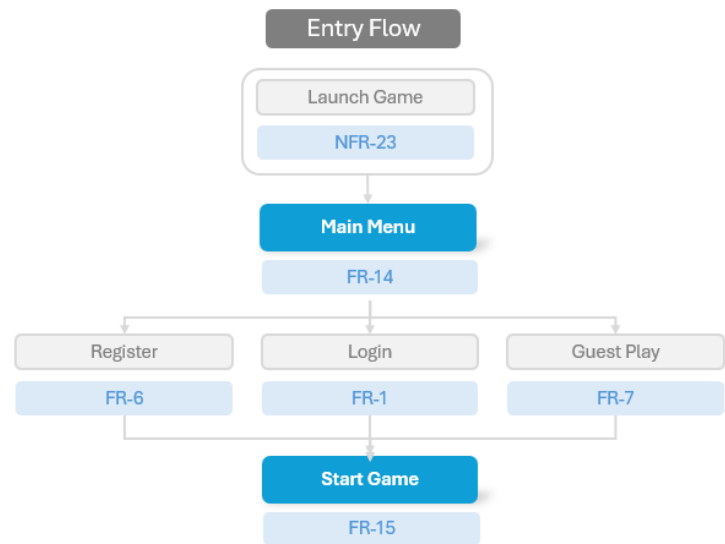 Entry Flow
Launch Game
NFR-23
Main Menu
FR-14
Register
Login
Guest Play
FR-6
FR-1
FR-7
Start Game
FR-15